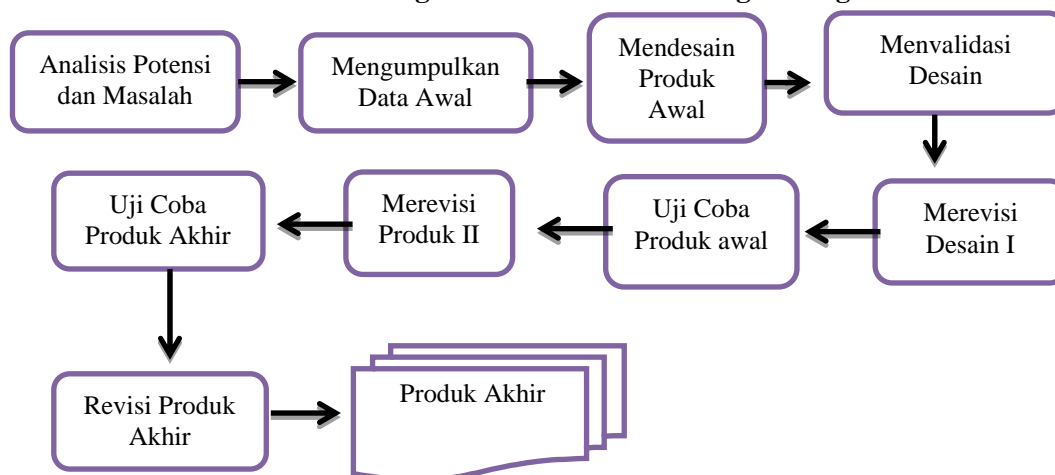 Analisis Potensi
dan Masalah
Mengumpulkan
Data Awal
Mendesain
Produk
Awal
Menvalidasi
Desain
Merevisi
Desain I
Uji Coba
Produk awal
Merevisi
Produk II
Uji Coba
Produk Akhir
Revisi Produk
Akhir
Produk Akhir